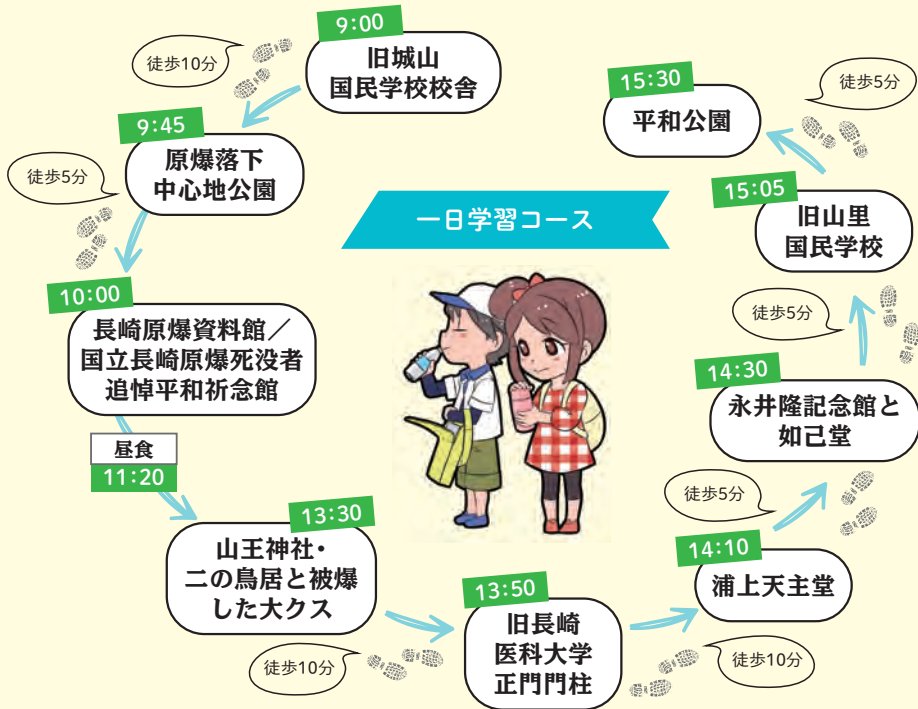 一日学習コース
9:00
旧城山
国民学校校舎
徒歩10分
9:45
原爆落下
中心地公園
徒歩5分
10:00
長崎原爆資料館／
国立長崎原爆死没者
追悼平和祈念館
昼食
11:20
13:30
山王神社・
二の鳥居と被爆
した大クス
徒歩10分
13:50
旧長崎
医科大学
正門門柱
徒歩10分
14:10
浦上天主堂
徒歩5分
14:30
永井隆記念館と
如己堂
徒歩5分
15:05
旧山里
国民学校
徒歩5分
15:30
平和公園